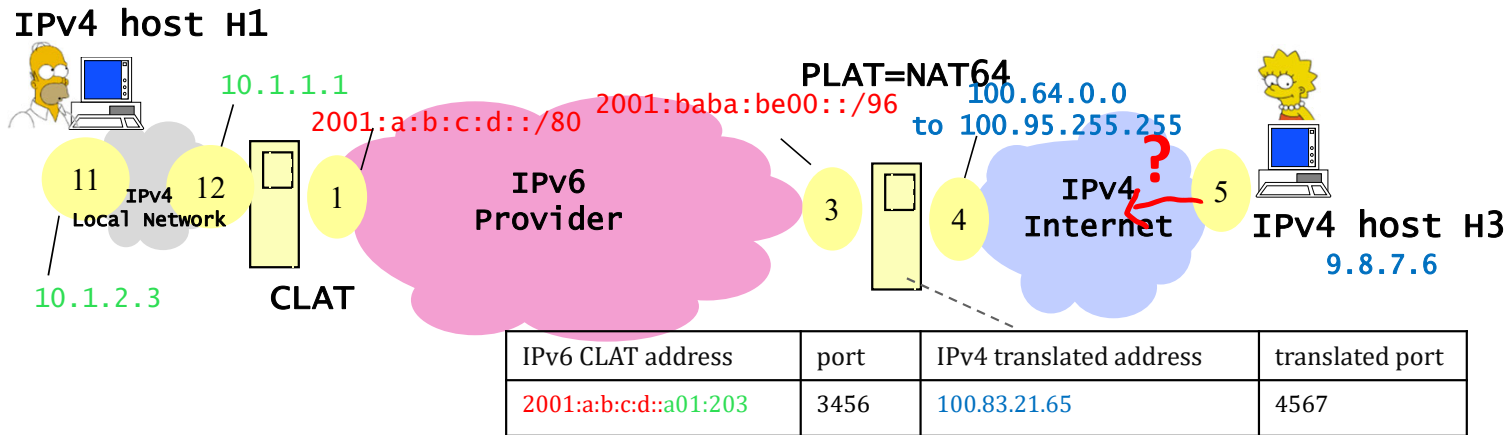 IPv4 host H1
10.1.1.1
PLAT=NAT64
2001:a:b:c:d::/80
2001:baba:be00::/96
100.64.0.0
to 100.95.255.255
?
11
IPv4
Local Network
12
1
IPv6
Provider
3
4
IPv4
Internet
5
IPv4 host H3
9.8.7.6
10.1.2.3
CLAT
IPv6 CLAT address port IPv4 translated address translated port
2001:a:b:c:d::a01:203 3456 100.83.21.65 4567